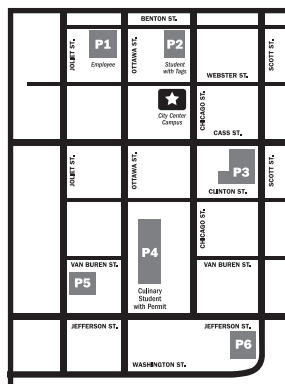 BENTON ST.
JOLIET ST.
P1
Employee
OTTAWA ST.
P2
Student
with Tags
SCOTT ST.
WEBSTER ST.
City Center
Campus
CHICAGO ST.
CASS ST.
JOLIET ST.
OTTAWA ST.
P3
SCOTT ST.
CLINTON ST.
CHICAGO ST.
P4
VAN BUREN ST.
VAN BUREN ST.
P5
Culinary
Student
with Permit
JEFFERSON ST.
JEFFERSON ST.
P6
WASHINGTON ST.